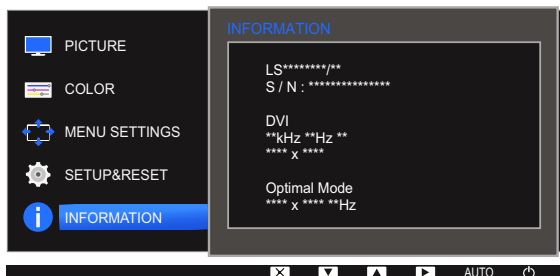 PICTURE
COLOR
MENU SETTINGS
SETUP&RESET
INFORMATION
INFORMATION
LS********/**
S / N : ***************
DVI
**kHz **Hz **
**** x ****
Optimal Mode
**** x **** **Hz
AUTO